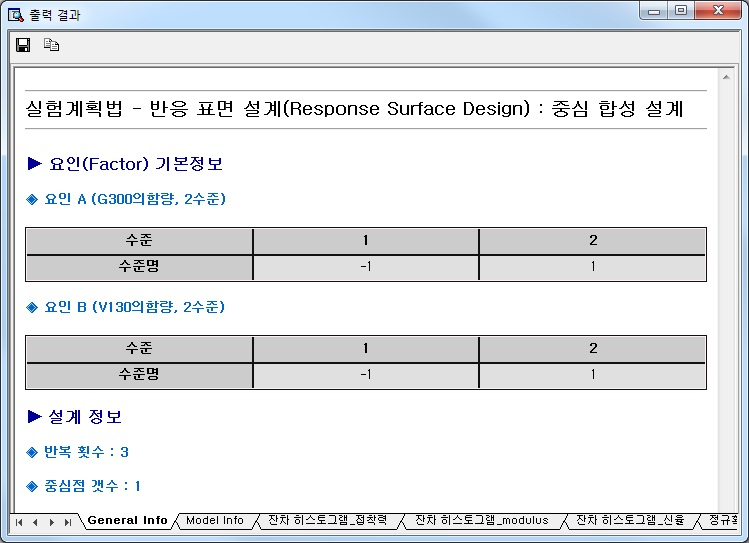 출력 결과
실험계획법 - 반응 표면 설계(Response Surface Design) : 중심 합성 설계
▶ 요인(Factor) 기본정보
◈ 요인 A (G300의함량, 2수준)
수준 1 2
수준명 -1 1
◈ 요인 B (V130의함량, 2수준)
수준 1 2
수준명 -1 1
▶ 설계 정보
◈ 반복 횟수 : 3
◈ 중심점 갯수 : 1
General Info Model Info 잔차 히스토그램_점착력 잔차 히스토그램_modulus 잔차 히스토그램_신율